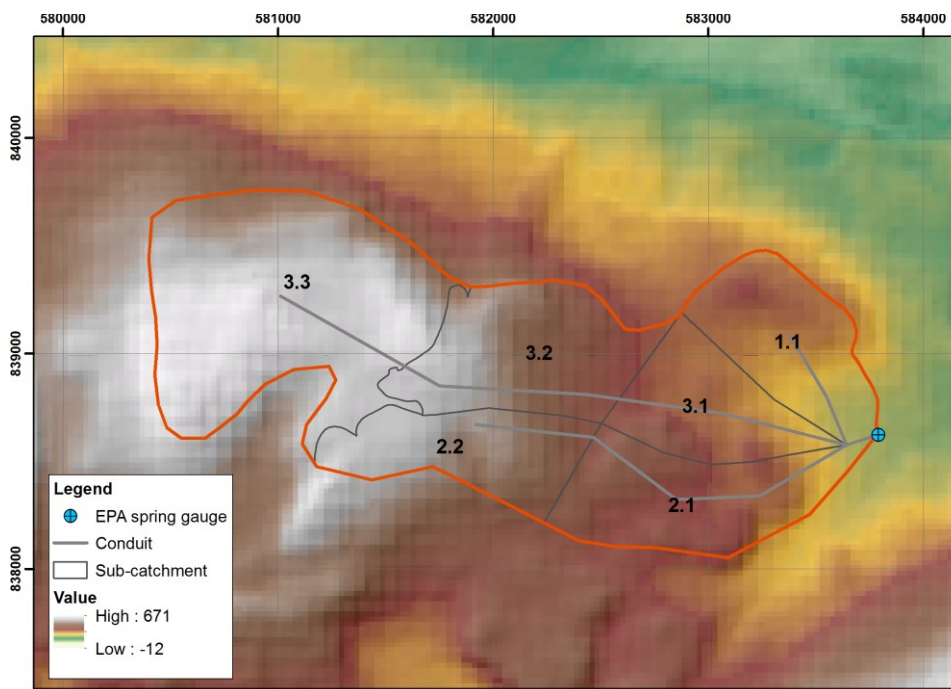 580000 581000 582000 583000 584000
840000
839000
838000
3.3
3.2
1.1
3.1
2.2
2.1
Legend
EPA spring gauge
Conduit
Sub-catchment
Value
High : 671
Low : -12